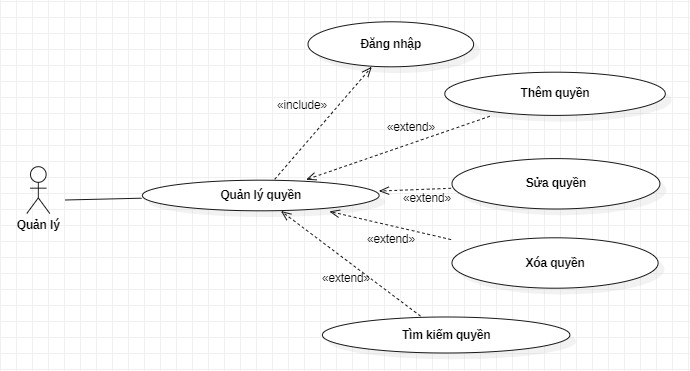 Đăng nhập
Thêm quyền
«include»
«extend»
Sửa quyền
Quản lý quyền
«extend»
Quản lý
«extend»
Xóa quyền
«extend»
Tìm kiếm quyền